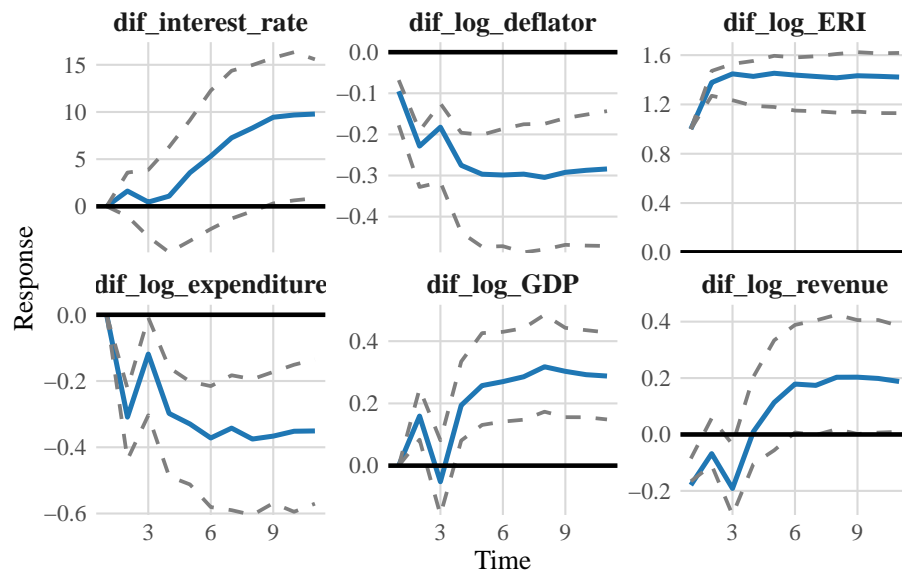 dif_interest_rate
dif_log_deflator
dif_log_ERI
15
10
5
0
0.0
−0.1
−0.2
−0.3
−0.4
1.6
1.2
1.4
0.0
Response
dif_log_expenditure
dif_log_GDP
dif_log_revenue
0.0
−0.2
−0.4
−0.6
0.4
0.2
0.0
0.4
0.2
0.0
−0.2
3 6 9
3 6 9
3 6 9
Time